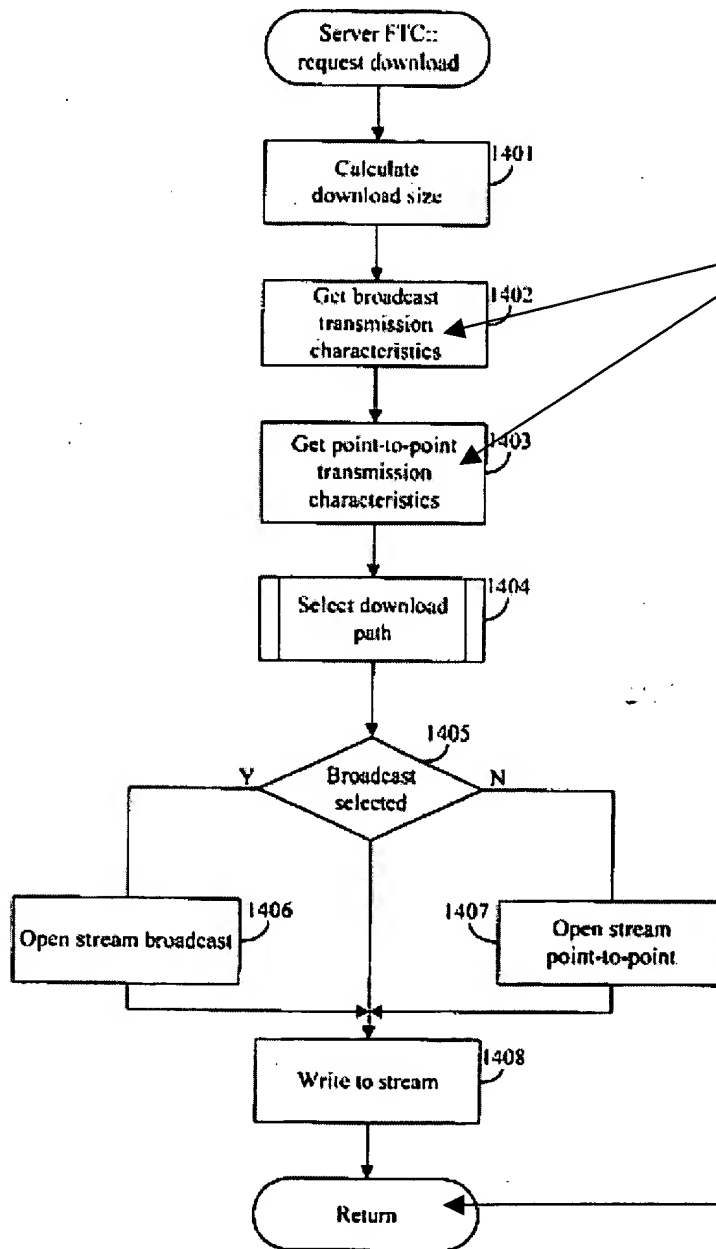 Server FTC::
request download
1401
Calculate
download size
1402
Get broadcast
transmission
characteristics
1403
Get point-to-point
transmission
characteristics
1404
Select download
path
1405
Y
Broadcast
selected
N
1406
Open stream broadcast
1407
Open stream
point-to-point
1408
Write to stream
Return